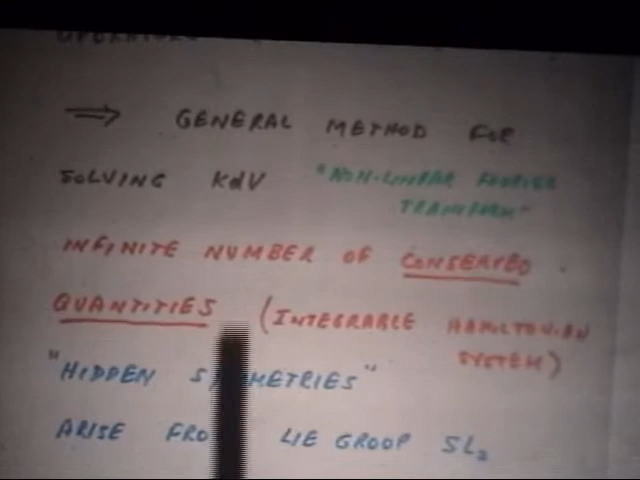 ⇒ GENERAL METHOD FOR
SOLVING KdV "NON-LINEAR FOURIER
TRANSFORM"
INFINITE NUMBER OF CONSERVED
QUANTITIES (INTEGRABLE HAMILTONIAN
SYSTEM)
"HIDDEN SYMMETRIES"
ARISE FROM LIE GROUP SL₂